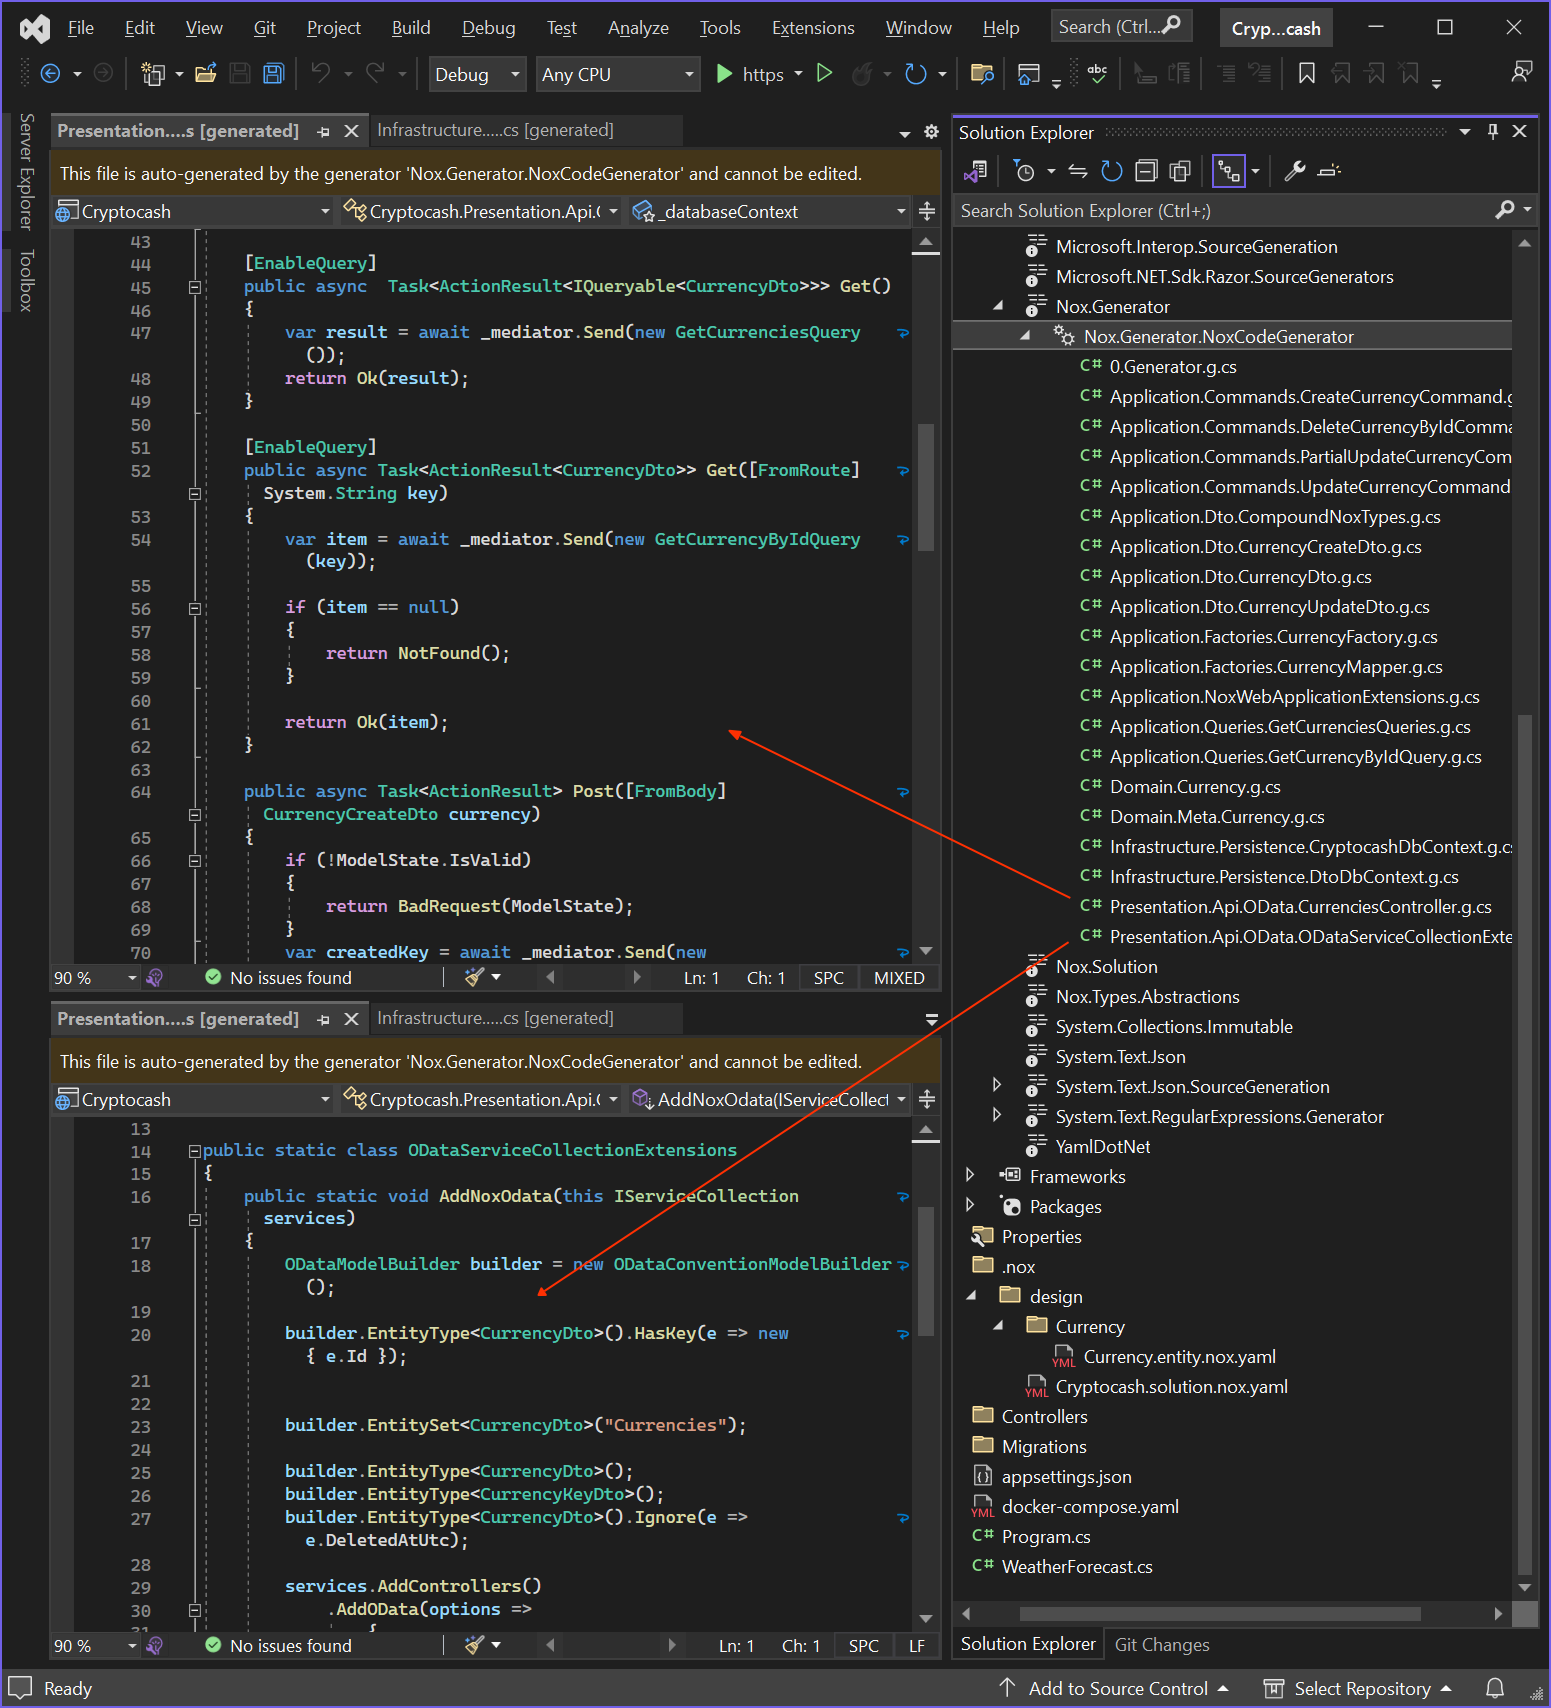 File Edit View Git Project Build Debug Test Analyze Tools Extensions Window Help Search (Ctrl... Cryp...cash
Debug Any CPU https abc
Server Explorer
Toolbox
Presentation....s [generated] Infrastructure.....cs [generated]
This file is auto-generated by the generator 'Nox.Generator.NoxCodeGenerator' and cannot be edited.
Cryptocash Cryptocash.Presentation.Api.( _databaseContext
43
44 [EnableQuery]
45 public async  Task<ActionResult<IQueryable<CurrencyDto>>> Get()
46 {
47 var result = await _mediator.Send(new GetCurrenciesQuery
());
48 return Ok(result);
49 }
50
51 [EnableQuery]
52 public async Task<ActionResult<CurrencyDto>> Get([FromRoute]
System.String key)
53 {
54 var item = await _mediator.Send(new GetCurrencyByIdQuery
(key));
55
56 if (item == null)
57 {
58 return NotFound();
59 }
60
61 return Ok(item);
62 }
63
64 public async Task<ActionResult> Post([FromBody]
CurrencyCreateDto currency)
65 {
66 if (!ModelState.IsValid)
67 {
68 return BadRequest(ModelState);
69 }
70 var createdKey = await _mediator.Send(new
90 % No issues found Ln: 1 Ch: 1 SPC MIXED
Presentation....s [generated] Infrastructure.....cs [generated]
This file is auto-generated by the generator 'Nox.Generator.NoxCodeGenerator' and cannot be edited.
Cryptocash Cryptocash.Presentation.Api.( AddNoxOdata(IServiceCollect
13
14 public static class ODataServiceCollectionExtensions
15 {
16 public static void AddNoxOdata(this IServiceCollection
services)
17 {
18 ODataModelBuilder builder = new ODataConventionModelBuilder
();
19
20 builder.EntityType<CurrencyDto>().HasKey(e => new
{ e.Id });
21
22
23 builder.EntitySet<CurrencyDto>("Currencies");
24
25 builder.EntityType<CurrencyDto>();
26 builder.EntityType<CurrencyKeyDto>();
27 builder.EntityType<CurrencyDto>().Ignore(e =>
e.DeletedAtUtc);
28
29 services.AddControllers()
30 .AddOData(options =>
31 {
90 % No issues found Ln: 1 Ch: 1 SPC LF
Solution Explorer
Search Solution Explorer (Ctrl+;)
Microsoft.Interop.SourceGeneration
Microsoft.NET.Sdk.Razor.SourceGenerators
Nox.Generator
Nox.Generator.NoxCodeGenerator
C# 0.Generator.g.cs
C# Application.Commands.CreateCurrencyCommand.g
C# Application.Commands.DeleteCurrencyByIdComma
C# Application.Commands.PartialUpdateCurrencyCom
C# Application.Commands.UpdateCurrencyCommand
C# Application.Dto.CompoundNoxTypes.g.cs
C# Application.Dto.CurrencyCreateDto.g.cs
C# Application.Dto.CurrencyDto.g.cs
C# Application.Dto.CurrencyUpdateDto.g.cs
C# Application.Factories.CurrencyFactory.g.cs
C# Application.Factories.CurrencyMapper.g.cs
C# Application.NoxWebApplicationExtensions.g.cs
C# Application.Queries.GetCurrenciesQueries.g.cs
C# Application.Queries.GetCurrencyByIdQuery.g.cs
C# Domain.Currency.g.cs
C# Domain.Meta.Currency.g.cs
C# Infrastructure.Persistence.CryptocashDbContext.g.cs
C# Infrastructure.Persistence.DtoDbContext.g.cs
C# Presentation.Api.OData.CurrenciesController.g.cs
C# Presentation.Api.OData.ODataServiceCollectionExte
Nox.Solution
Nox.Types.Abstractions
System.Collections.Immutable
System.Text.Json
System.Text.Json.SourceGeneration
System.Text.RegularExpressions.Generator
YamlDotNet
Frameworks
Packages
Properties
.nox
design
Currency
YML Currency.entity.nox.yaml
YML Cryptocash.solution.nox.yaml
Controllers
Migrations
appsettings.json
YML docker-compose.yaml
C# Program.cs
C# WeatherForecast.cs
Solution Explorer Git Changes
Ready Add to Source Control Select Repository